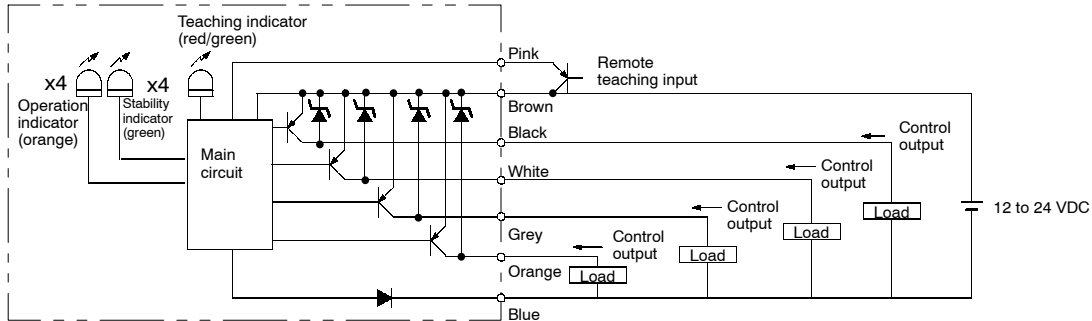 Teaching indicator
(red/green)
x4
x4
Operation
indicator
(orange)
Stability
indicator
(green)
Main
circuit
Pink
Remote
teaching input
Brown
Black
Control
output
White
Control
output
Load
12 to 24 VDC
Control
output
Load
Grey
Control
output
Load
Orange
Load
Blue